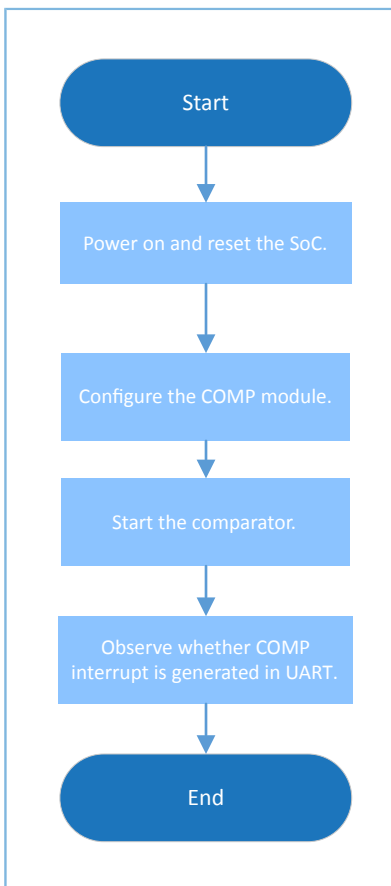 Start
Power on and reset the SoC.
Configure the COMP module.
Start the comparator.
Observe whether COMP
interrupt is generated in UART.
End